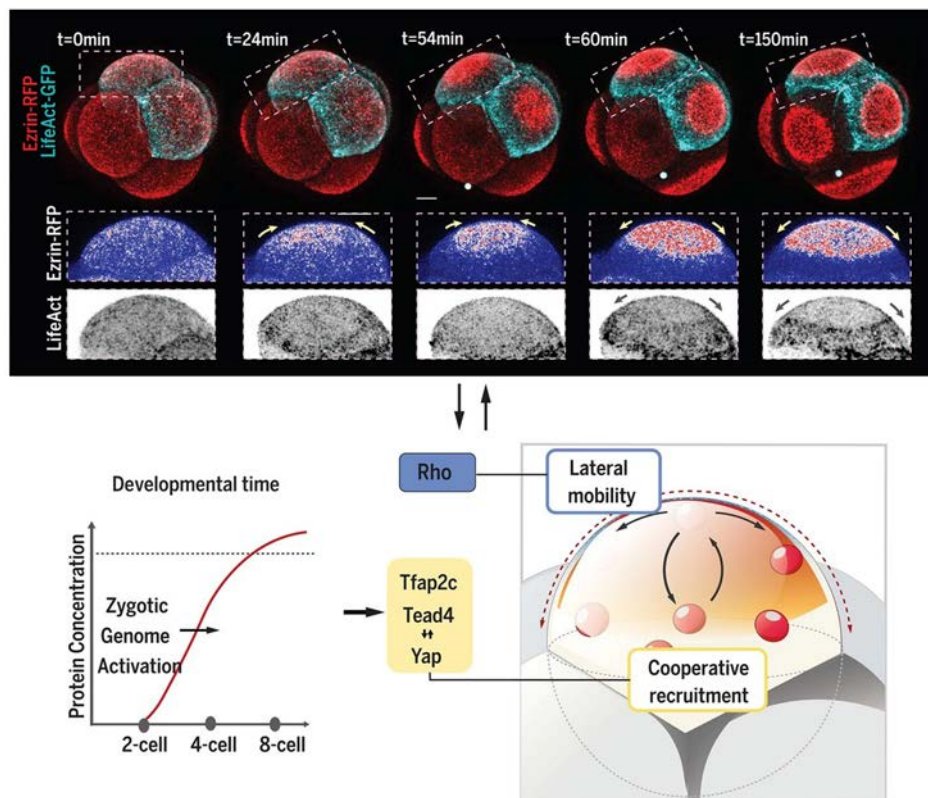 t=0min
t=24min
t=54min
t=60min
t=150min
Ezrin-RFP
LifeAct-GFP
Ezrin-RFP
LifeAct
Developmental time
Protein Concentration
Zygotic
Genome
Activation
2-cell
4-cell
8-cell
Rho
Tfap2c
Tead4
Yap
Lateral
mobility
Cooperative
recruitment